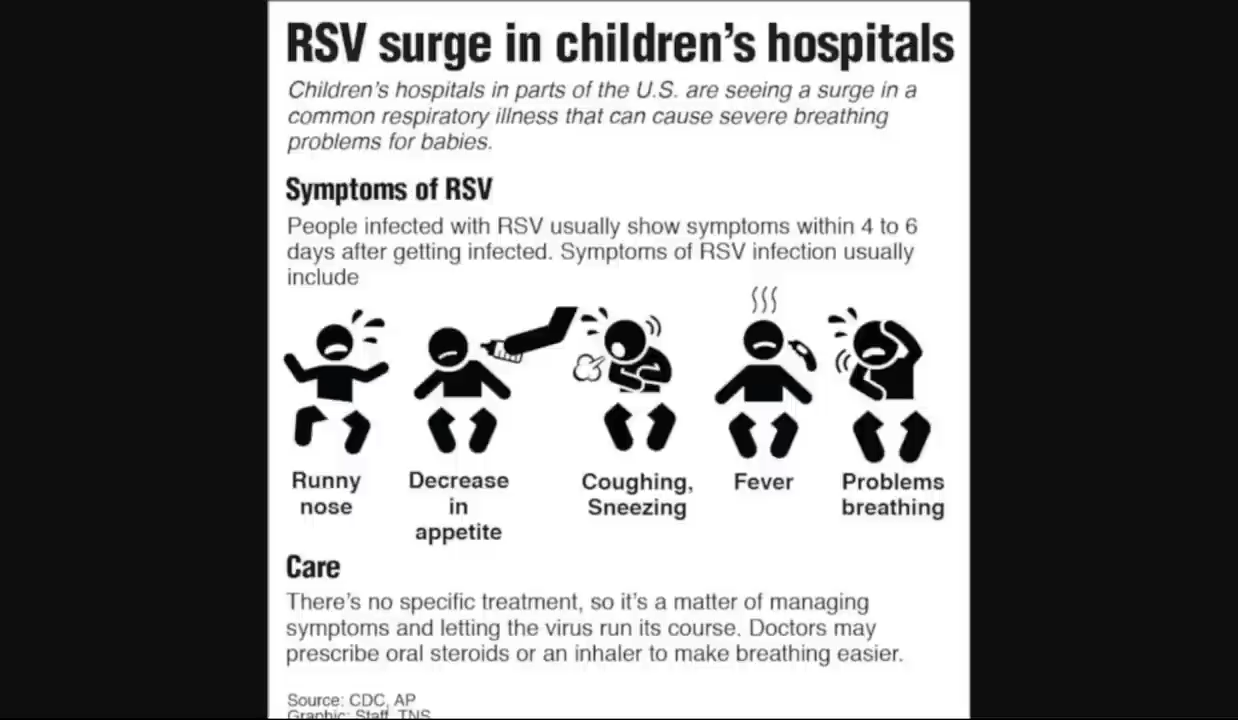 RSV surge in children's hospitals
Children's hospitals in parts of the U.S. are seeing a surge in a
common respiratory illness that can cause severe breathing
problems for babies.
Symptoms of RSV
People infected with RSV usually show symptoms within 4 to 6
days after getting infected. Symptoms of RSV infection usually
include
Runny
nose
Decrease
in
appetite
Coughing,
Sneezing
Fever
Problems
breathing
Care
There's no specific treatment, so it's a matter of managing
symptoms and letting the virus run its course. Doctors may
prescribe oral steroids or an inhaler to make breathing easier.
Source: CDC, AP
Graphic: Staff, TNS